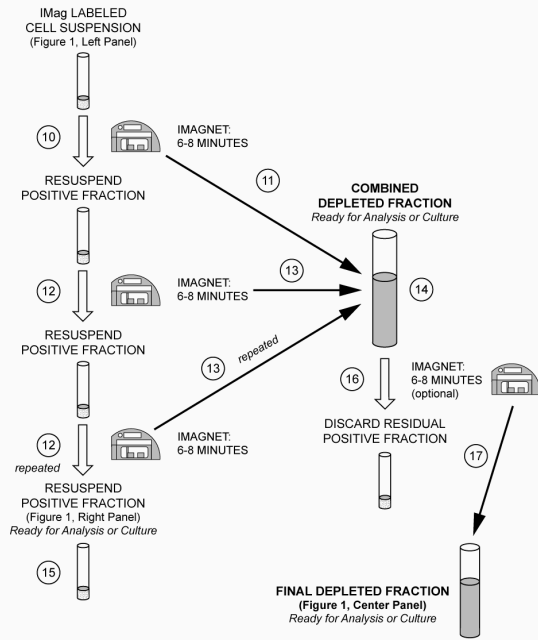 IMag LABELED
CELL SUSPENSION
(Figure 1, Left Panel)
10
IMAGNET:
6-8 MINUTES
11
RESUSPEND
POSITIVE FRACTION
COMBINED
DEPLETED FRACTION
Ready for Analysis or Culture
12
IMAGNET:
6-8 MINUTES
13
14
RESUSPEND
POSITIVE FRACTION
13
repeated
16
IMAGNET:
6-8 MINUTES
(optional)
12
repeated
IMAGNET:
6-8 MINUTES
DISCARD RESIDUAL
POSITIVE FRACTION
17
RESUSPEND
POSITIVE FRACTION
(Figure 1, Right Panel)
Ready for Analysis or Culture
15
FINAL DEPLETED FRACTION
(Figure 1, Center Panel)
Ready for Analysis or Culture